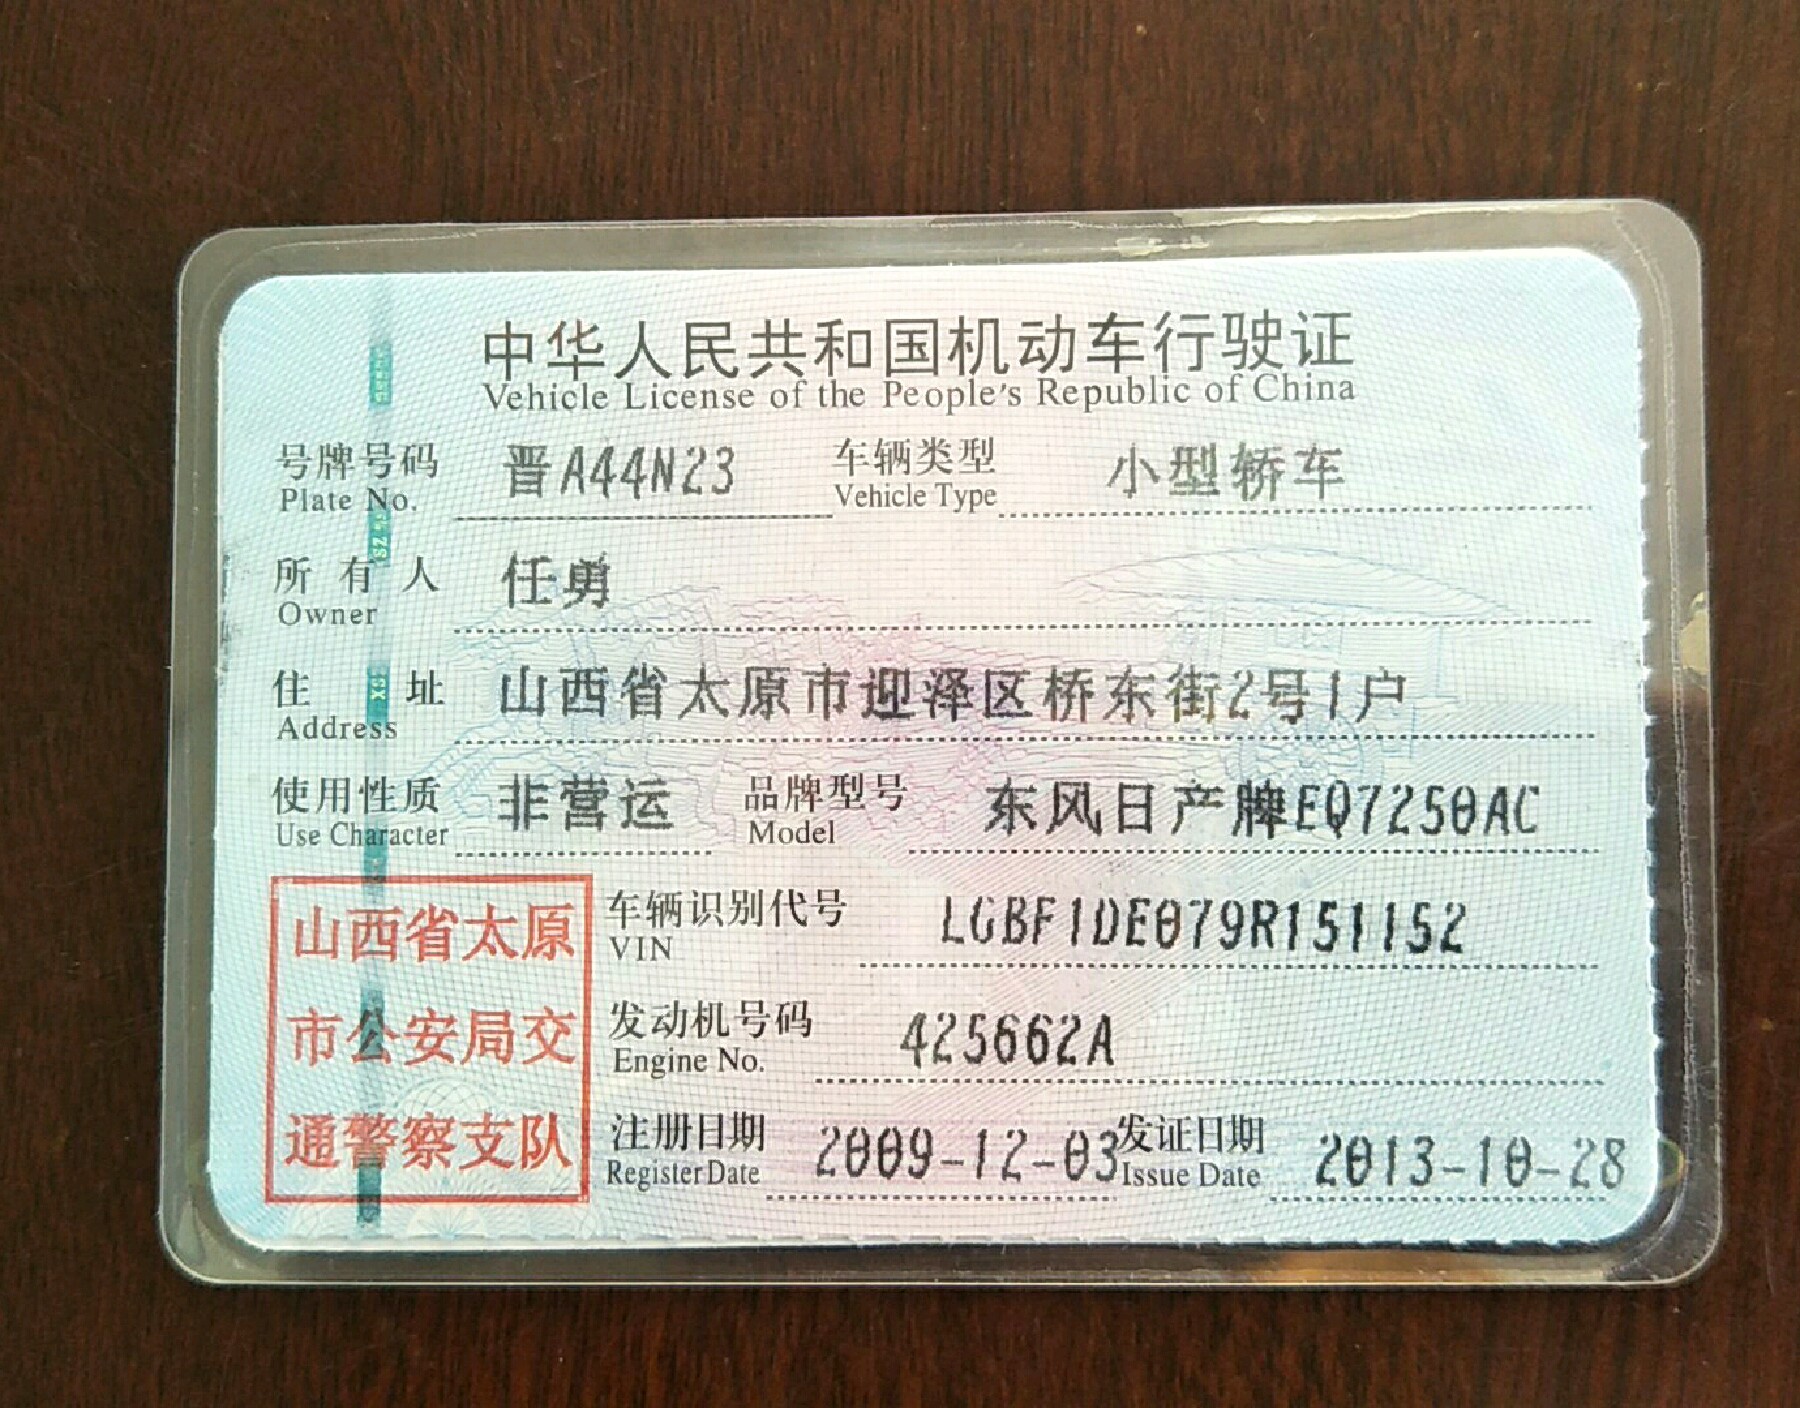 中华人民共和国机动车行驶证
Vehicle License of the People's Republic of China
号牌号码 晋A44N23 车辆类型 小型轿车
Plate No. Vehicle Type
所有人 任勇
Owner
住址 山西省太原市迎泽区桥东街2号1户
Address
使用性质 非营运 品牌型号 东风日产牌EQ7250AC
Use Character Model
车辆识别代号 LGBF1DE079R151152
VIN
发动机号码 425662A
Engine No.
注册日期 2009-12-03 发证日期 2013-10-28
Register Date Issue Date
山西省太原
市公安局交
通警察支队